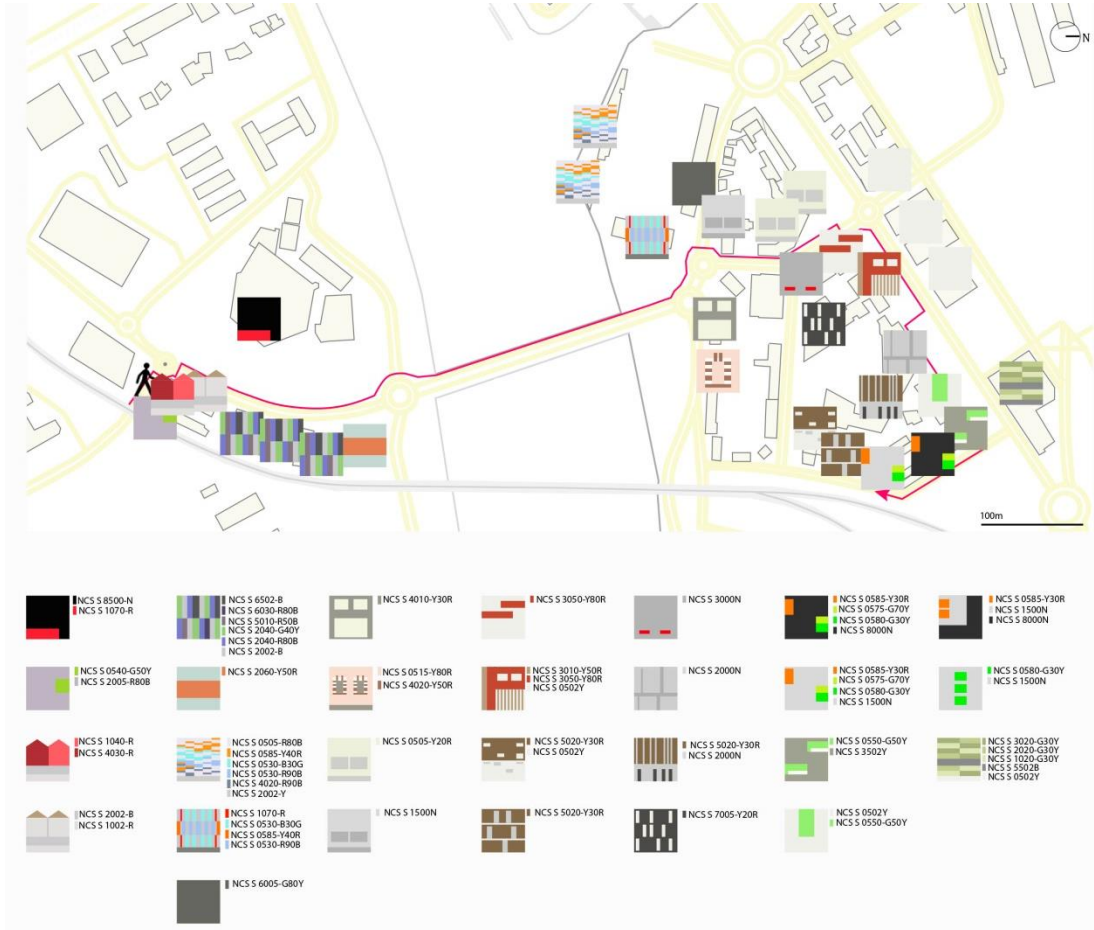 N
100m
NCS S 8500-N
NCS S 1070-R
NCS S 6502-B
NCS S 6030-R80B
NCS S 5010-R50B
NCS S 2040-G40Y
NCS S 2040-R80B
NCS S 2002-B
NCS S 4010-Y30R
NCS S 3050-Y80R
NCS S 3000N
NCS S 0585-Y30R
NCS S 0575-G70Y
NCS S 0580-G30Y
NCS S 8000N
NCS S 0585-Y30R
NCS S 1500N
NCS S 8000N
NCS S 0540-G50Y
NCS S 2005-R80B
NCS S 2060-Y50R
NCS S 0515-Y80R
NCS S 4020-Y50R
NCS S 3010-Y50R
NCS S 3050-Y80R
NCS S 0502Y
NCS S 2000N
NCS S 0585-Y30R
NCS S 0575-G70Y
NCS S 0580-G30Y
NCS S 1500N
NCS S 0580-G30Y
NCS S 1500N
NCS S 1040-R
NCS S 4030-R
NCS S 0505-R80B
NCS S 0585-Y40R
NCS S 0530-B30G
NCS S 0530-R90B
NCS S 4020-R90B
NCS S 2002-Y
NCS S 0505-Y20R
NCS S 5020-Y30R
NCS S 0502Y
NCS S 5020-Y30R
NCS S 2000N
NCS S 0550-G50Y
NCS S 3502Y
NCS S 3020-G30Y
NCS S 2020-G30Y
NCS S 1020-G30Y
NCS S 5502B
NCS S 0502Y
NCS S 2002-B
NCS S 1002-R
NCS S 1070-R
NCS S 0530-B30G
NCS S 0585-Y40R
NCS S 0530-R90B
NCS S 1500N
NCS S 5020-Y30R
NCS S 7005-Y20R
NCS S 0502Y
NCS S 0550-G50Y
NCS S 6005-G80Y